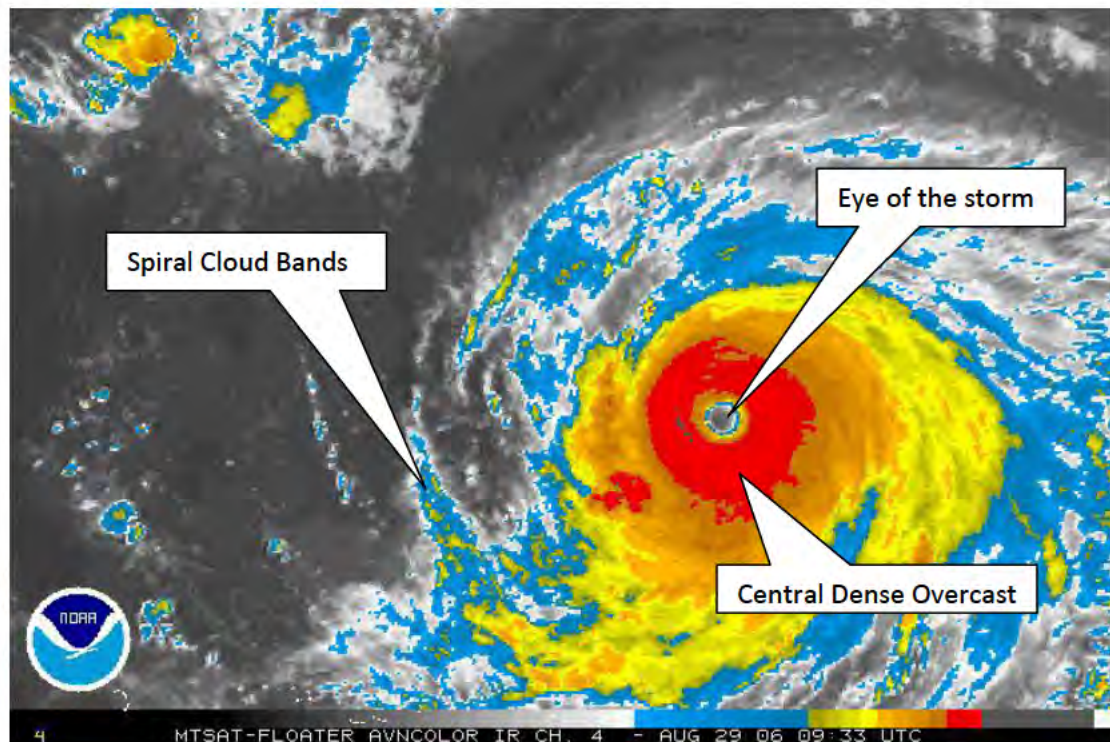 Eye of the storm
Spiral Cloud Bands
Central Dense Overcast
NOAA
4 MTSAT-FLOATER AVNCOLOR IR CH. 4 - AUG 29 06 09:33 UTC